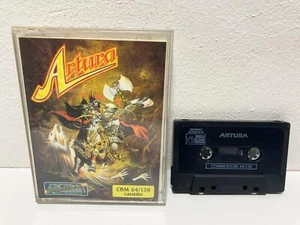 Artura
CBM 64/128
cassette
ARTURA
COMMODORE 64/128